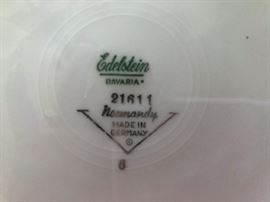 Edelstein
BAVARIA
21611
Normandy
MADE IN
GERMANY
©
6